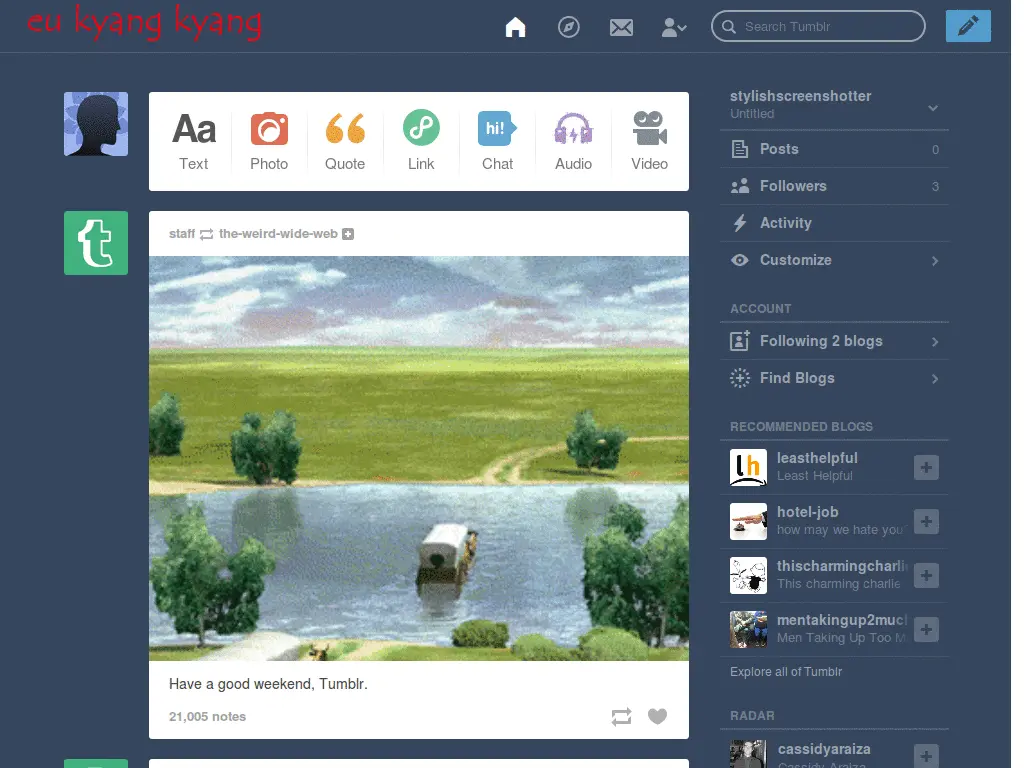 eu kyang kyang
Search Tumblr
Aa
Text
Photo
Quote
Link
hi!
Chat
Audio
Video
t
staff the-weird-wide-web
Have a good weekend, Tumblr.
21,005 notes
stylishscreenshotter
Untitled
Posts 0
Followers 3
Activity
Customize
ACCOUNT
Following 2 blogs
Find Blogs
RECOMMENDED BLOGS
lh
leasthelpful
Least Helpful
hotel-job
how may we hate you?
thischarmingcharlie
This charming charlie
mentakingup2muc
Men Taking Up Too M
Explore all of Tumblr
RADAR
cassidyaraiza
Cassidy Araiza